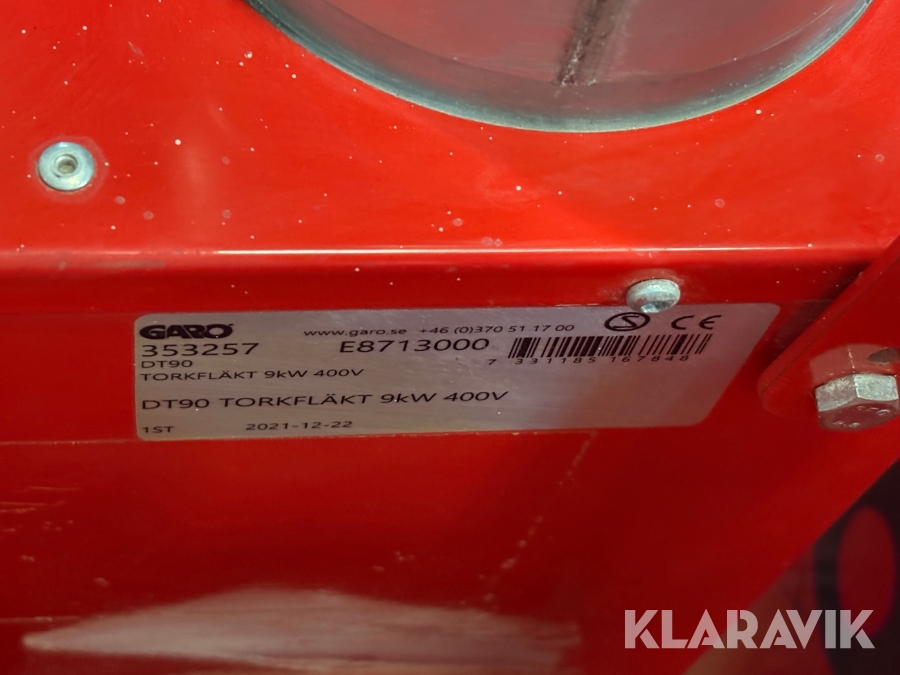 GARO www.garo.se +46 (0)370 51 17 00 S CE
353257 E8713000
DT90 7 331185 167848
TORKFLÄKT 9kW 400V
DT90 TORKFLÄKT 9kW 400V
1ST 2021-12-22
KLARAVIK